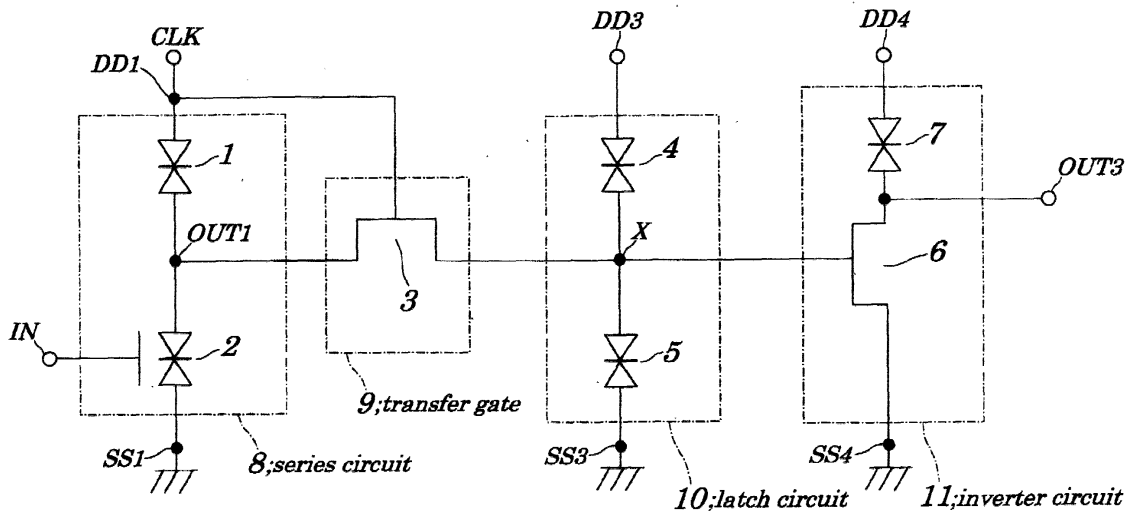 CLK
DD1
DD3
DD4
1
4
7
OUT3
OUT1
X
6
3
IN
2
5
9;transfer gate
SS1
SS3
SS4
8;series circuit
10;latch circuit
11;inverter circuit